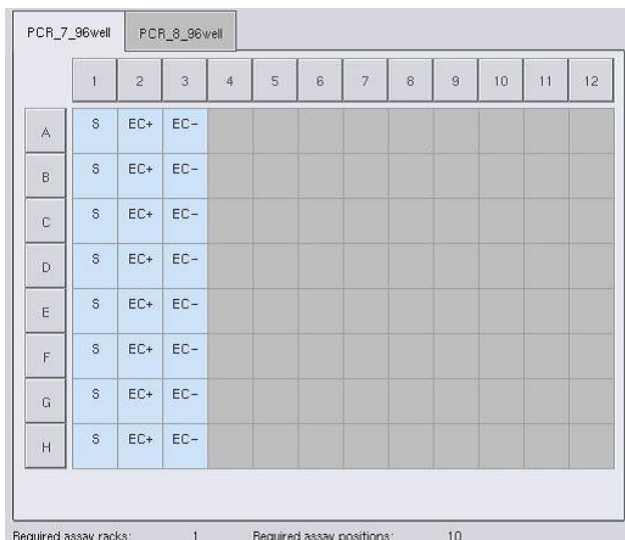 PCR_7_96well PCR_8_96well
1 2 3 4 5 6 7 8 9 10 11 12
A S EC+ EC-
B S EC+ EC-
C S EC+ EC-
D S EC+ EC-
E S EC+ EC-
F S EC+ EC-
G S EC+ EC-
H S EC+ EC-
Required assay racks: 1 Required assay positions: 10